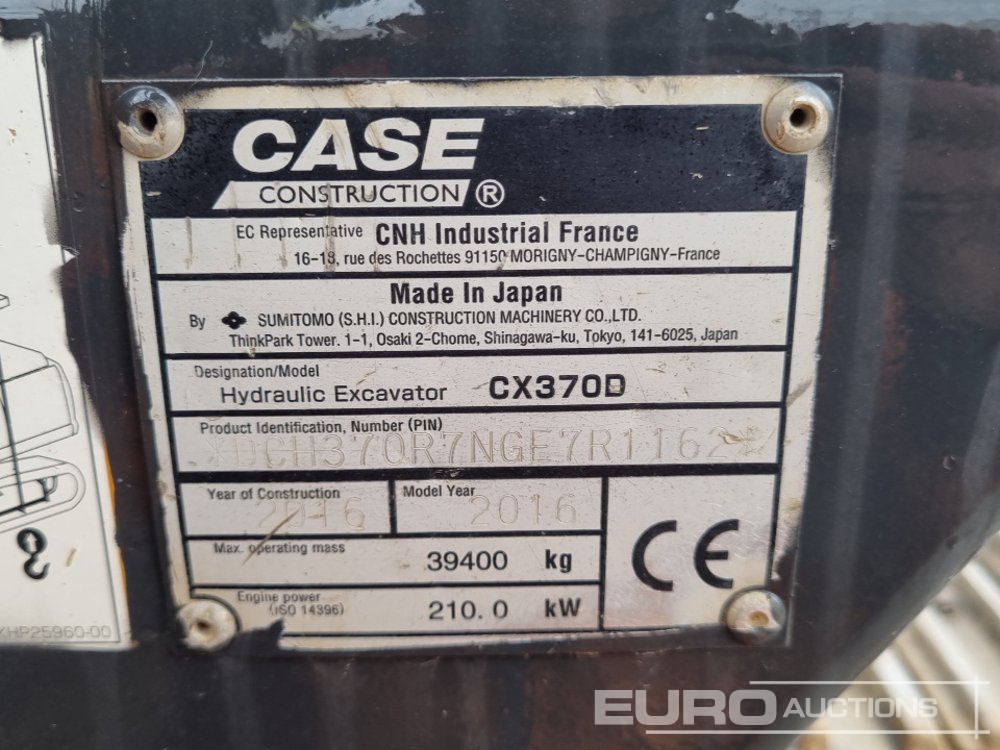 CASE
CONSTRUCTION ®
EC Representative CNH Industrial France
16-18, rue des Rochettes 91150 MORIGNY-CHAMPIGNY-France
Made In Japan
By SUMITOMO (S.H.I.) CONSTRUCTION MACHINERY CO.,LTD.
ThinkPark Tower. 1-1, Osaki 2-Chome, Shinagawa-ku, Tokyo, 141-6025, Japan
Designation/Model
Hydraulic Excavator CX370D
Product Identification, Number (PIN)
Year of Construction Model Year
2016 2016
Max. operating mass 39400 kg
Engine power
(ISO 14396) 210.0 kW
CE
KHP25960-00
EURO AUCTIONS